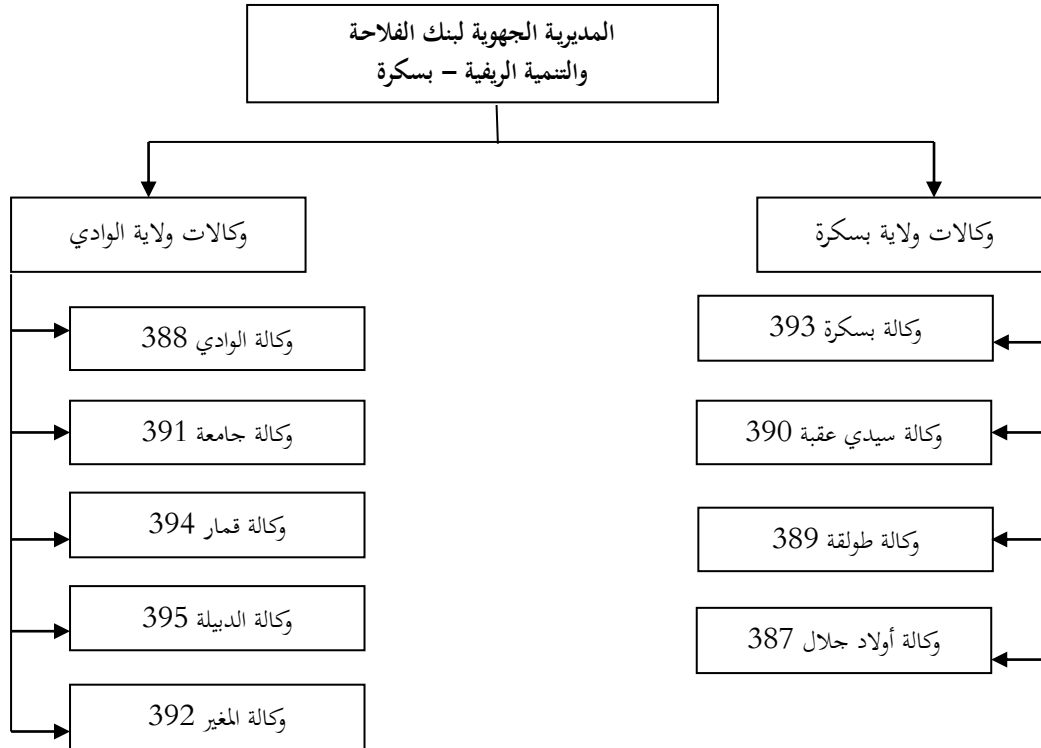 المديرية الجهوية لبنك الفلاحة
والتنمية الريفية – بسكرة
وكالات ولاية بسكرة
وكالة بسكرة 393
وكالة سيدي عقبة 390
وكالة طولقة 389
وكالة أولاد جلال 387
وكالات ولاية الوادي
وكالة الوادي 388
وكالة جامعة 391
وكالة قمار 394
وكالة الدبيلة 395
وكالة المغير 392